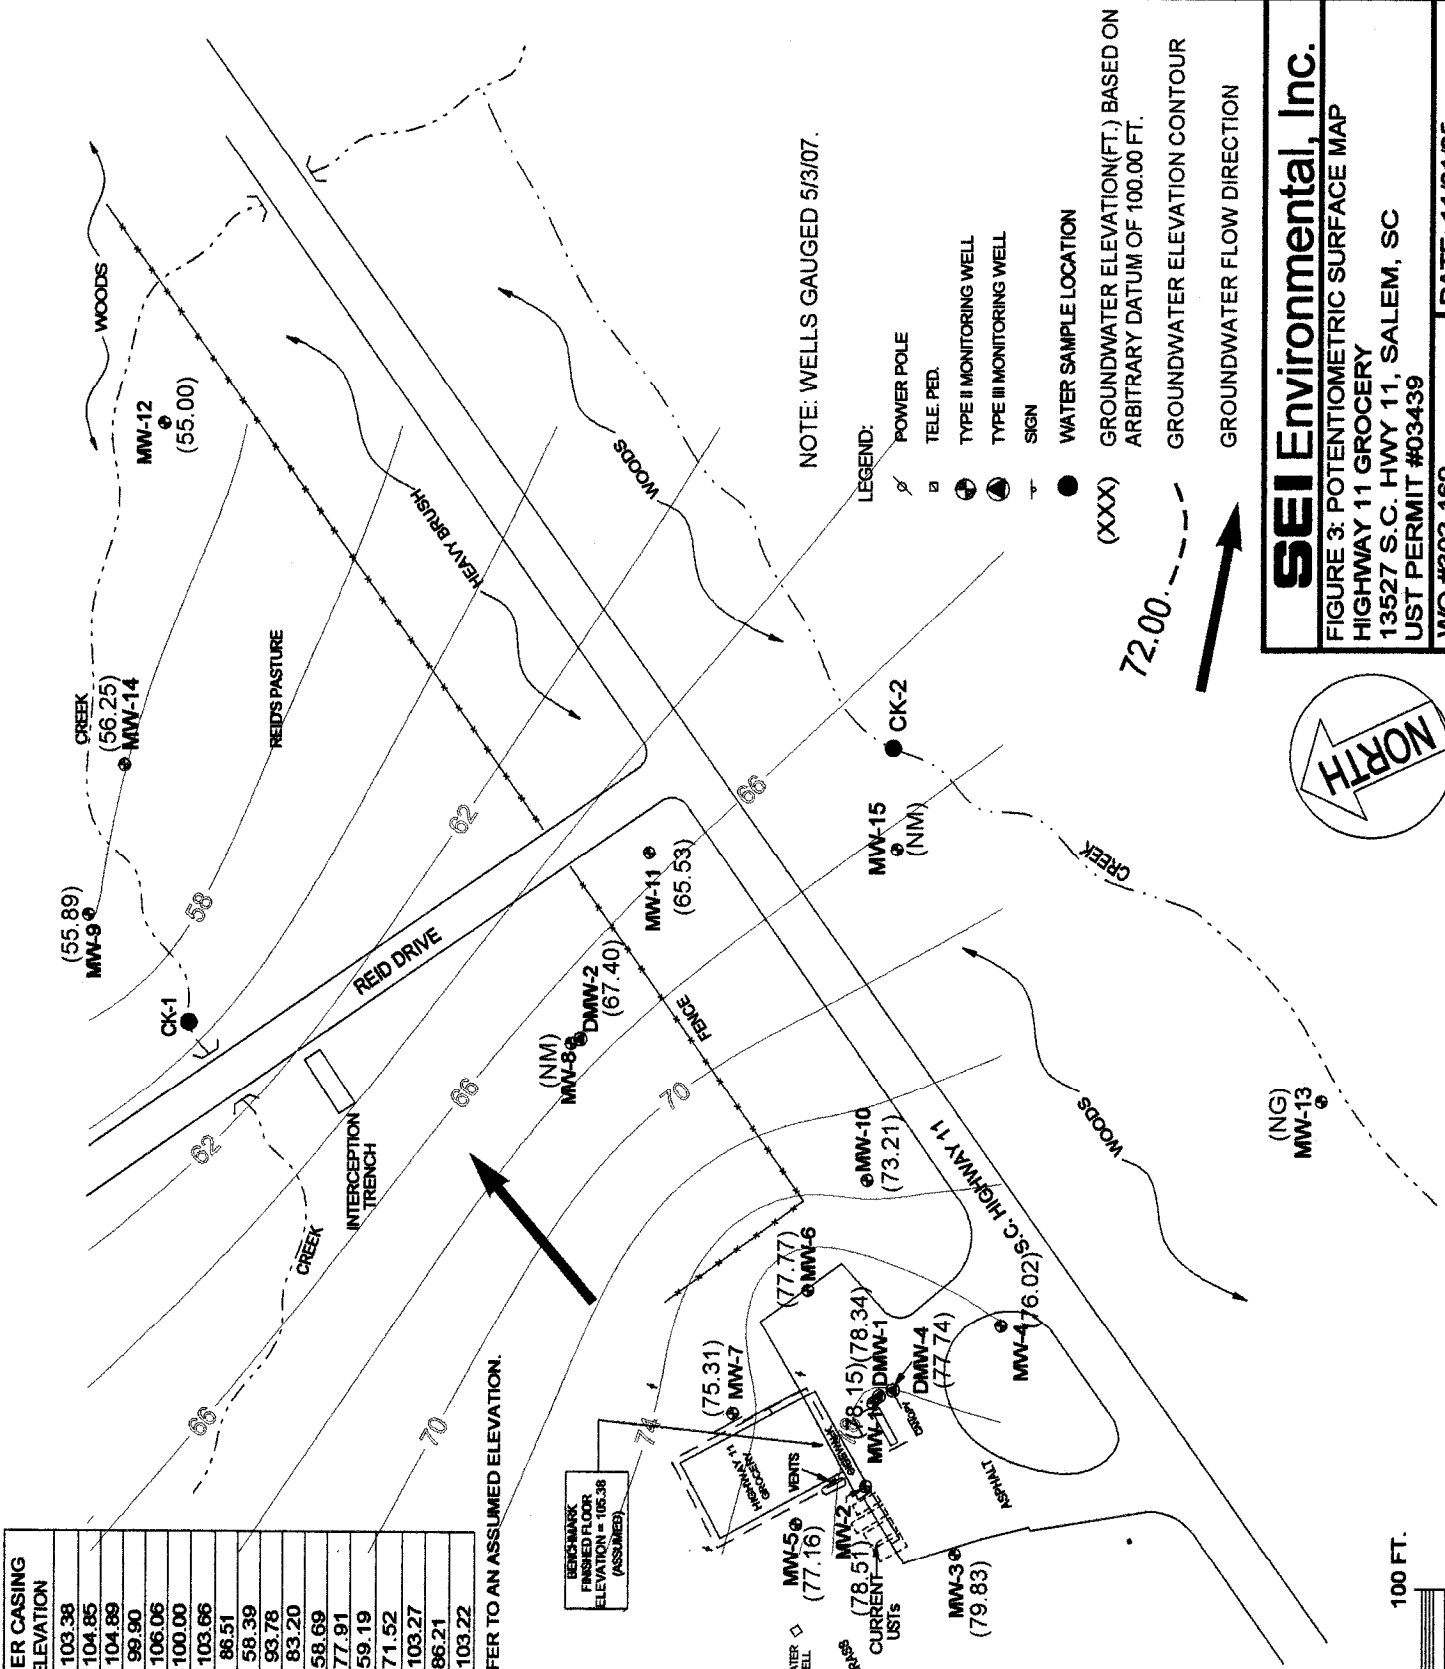 ER CASING
LEVATION
103.38
104.85
104.89
99.90
106.06
100.00
103.66
86.51
58.39
93.78
83.20
58.69
77.91
59.19
71.52
103.27
86.21
103.22
FER TO AN ASSUMED ELEVATION.
WOODS
MW-12
(55.00)
CREEK
(56.25)
MW-14
REID'S PASTURE
HEAVY BRUSH
WOODS
(55.89)
MW-9
CK-1
58
62
REID DRIVE
66
MW-11
(65.53)
DMW-2
(67.40)
(NM)
MW-8
FENCE
62
66
70
INTERCEPTION
TRENCH
CREEK
66
70
74
MW-10
(73.21)
S.C. HIGHWAY 11
(77.77)
MW-6
(75.31)
MW-7
(78.15)
(78.34)
DMW-1
MW-1
DMW-4
(77.74)
MW-4
(76.02)
CANOPY
SIDEWALK
HIGHWAY 11
GROCERY
VENTS
BENCHMARK
FINISHED FLOOR
ELEVATION = 105.38
(ASSUMED)
MW-5
(77.16)
MW-2
(78.51)
CURRENT
USTs
MW-3
(79.83)
ASPHALT
CK-2
MW-15
(NM)
CREEK
WOODS
(NG)
MW-13
NOTE: WELLS GAUGED 5/3/07.
LEGEND:
POWER POLE
TELE. PED.
TYPE II MONITORING WELL
TYPE III MONITORING WELL
SIGN
WATER SAMPLE LOCATION
(XXX) GROUNDWATER ELEVATION(FT.) BASED ON
ARBITRARY DATUM OF 100.00 FT.
72.00 GROUNDWATER ELEVATION CONTOUR
GROUNDWATER FLOW DIRECTION
NORTH
SEI Environmental, Inc.
FIGURE 3: POTENTIOMETRIC SURFACE MAP
HIGHWAY 11 GROCERY
13527 S.C. HWY 11, SALEM, SC
UST PERMIT #03439
100 FT.